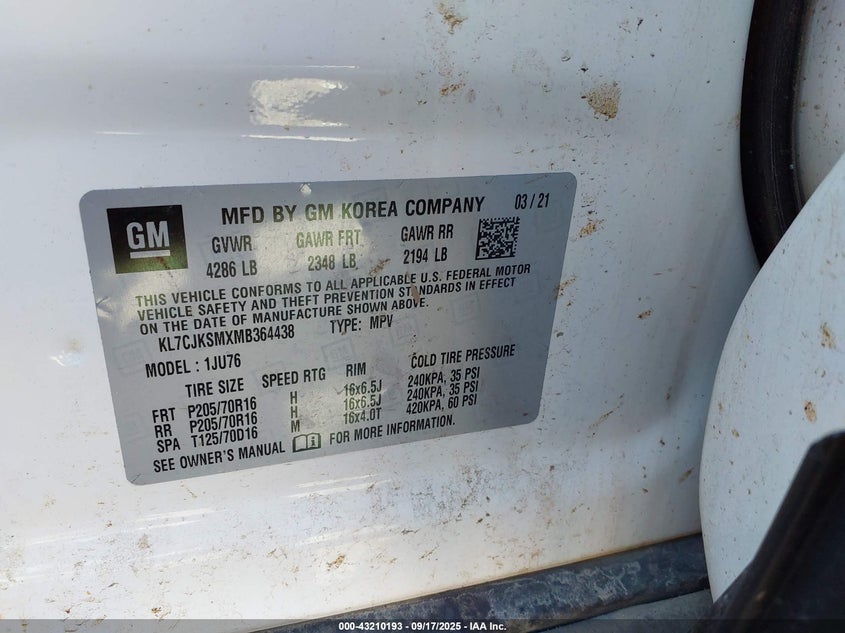 GM
MFD BY GM KOREA COMPANY 03 / 21
GVWR GAWR FRT GAWR RR
4286 LB 2348 LB 2194 LB
THIS VEHICLE CONFORMS TO ALL APPLICABLE U.S. FEDERAL MOTOR
VEHICLE SAFETY AND THEFT PREVENTION STANDARDS IN EFFECT
ON THE DATE OF MANUFACTURE SHOWN ABOVE.
KL7CJKSMXMB364438 TYPE: MPV
MODEL : 1JU76
TIRE SIZE SPEED RTG RIM COLD TIRE PRESSURE
FRT P205/70R16 H 16x6.5J 240KPA, 35 PSI
RR P205/70R16 H 16x6.5J 240KPA, 35 PSI
SPA T125/70D16 M 16x4.0T 420KPA, 60 PSI
SEE OWNER'S MANUAL FOR MORE INFORMATION.
000-43210193 - 09/17/2025 - IAA Inc.